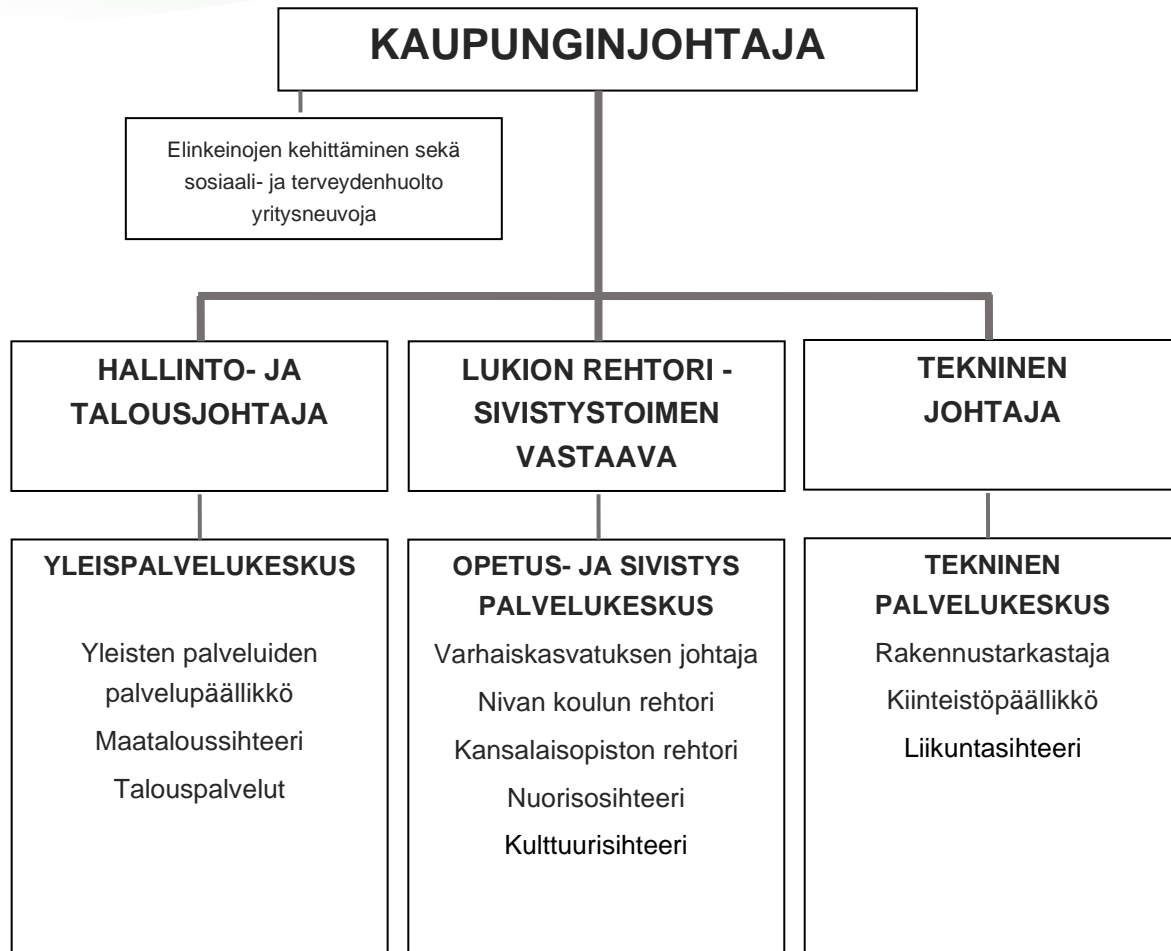 KAUPUNGINJOHTAJA
Elinkeinojen kehittäminen sekä
sosiaali- ja terveydenhuolto
yritysneuvoja
HALLINTO- JA
TALOUSJOHTAJA
LUKION REHTORI -
SIVISTYSTOIMEN
VASTAAVA
TEKNINEN
JOHTAJA
YLEISPALVELUKESKUS
Yleisten palveluiden
palvelupäällikkö
Maataloussihteeri
Talouspalvelut
OPETUS- JA SIVISTYS
PALVELUKESKUS
Varhaiskasvatuksen johtaja
Nivan koulun rehtori
Kansalaisopiston rehtori
Nuorisosihteeri
Kulttuurisihteeri
TEKNINEN
PALVELUKESKUS
Rakennustarkastaja
Kiinteistöpäällikkö
Liikuntasihteeri